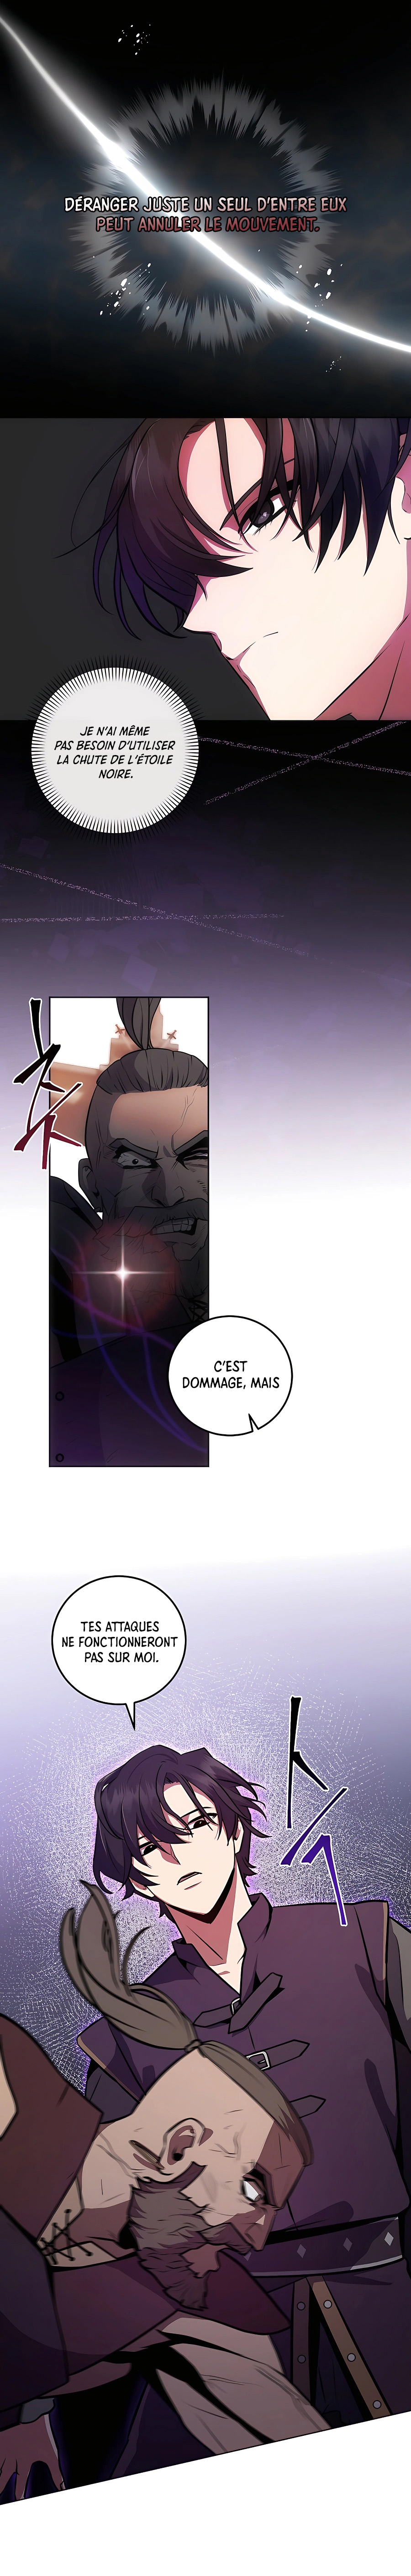 DÉRANGER JUSTE UN SEUL D'ENTRE EUX
PEUT ANNULER LE MOUVEMENT.
JE N'AI MÊME
PAS BESOIN D'UTILISER
LA CHUTE DE L'ÉTOILE
NOIRE.
C'EST
DOMMAGE, MAIS
TES ATTAQUES
NE FONCTIONNERONT
PAS SUR MOI.